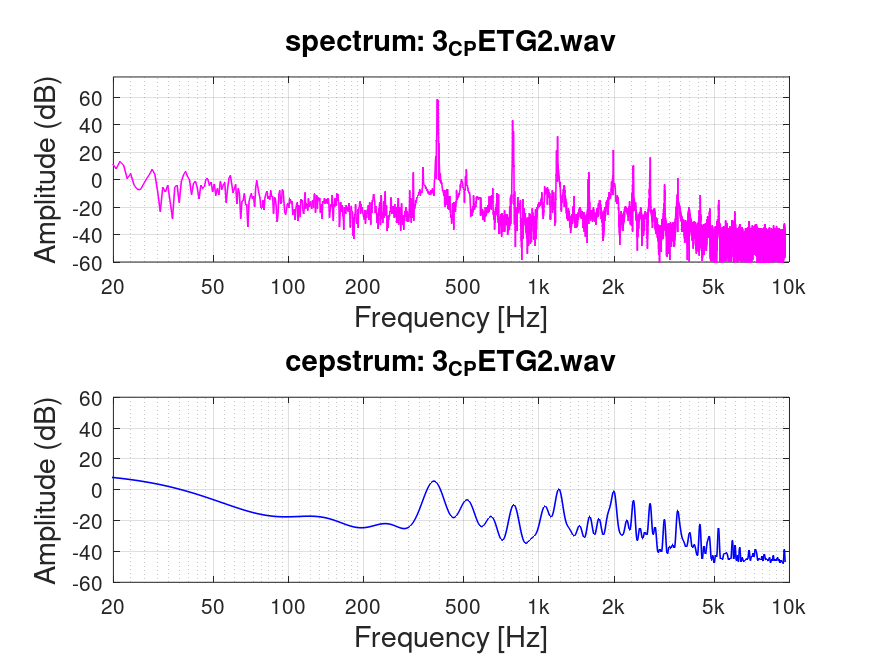 spectrum: 3CPETG2.wav
Amplitude (dB)
60
40
20
0
-20
-40
-60
20 50 100 200 500 1k 2k 5k 10k
Frequency [Hz]
cepstrum: 3CPETG2.wav
Amplitude (dB)
60
40
20
0
-20
-40
-60
20 50 100 200 500 1k 2k 5k 10k
Frequency [Hz]